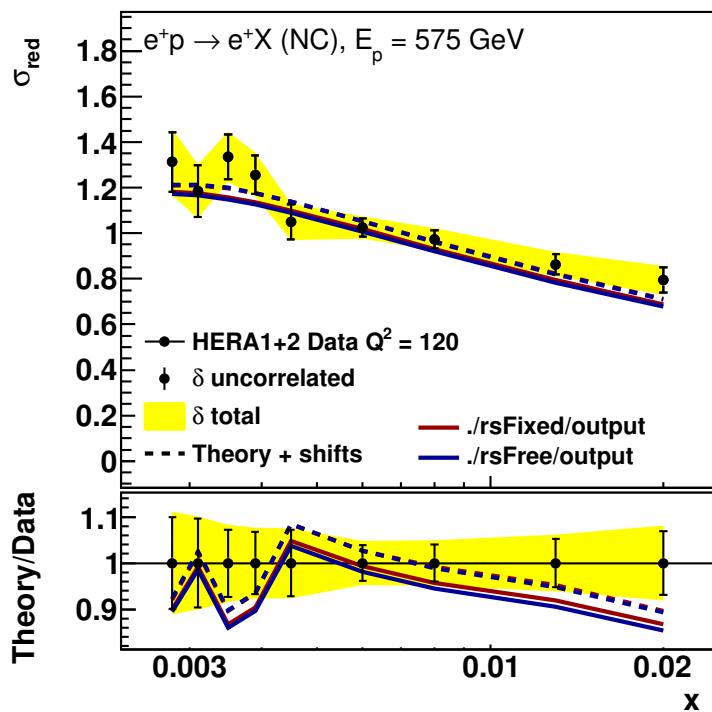 e⁺p → e⁺X (NC), E_p = 575 GeV
σ_red
1.8
1.6
1.4
1.2
1
0.8
0.6
0.4
0.2
0
HERA1+2 Data Q² = 120
δ uncorrelated
δ total
Theory + shifts
./rsFixed/output
./rsFree/output
Theory/Data
1.1
1
0.9
0.003
0.01
0.02
x